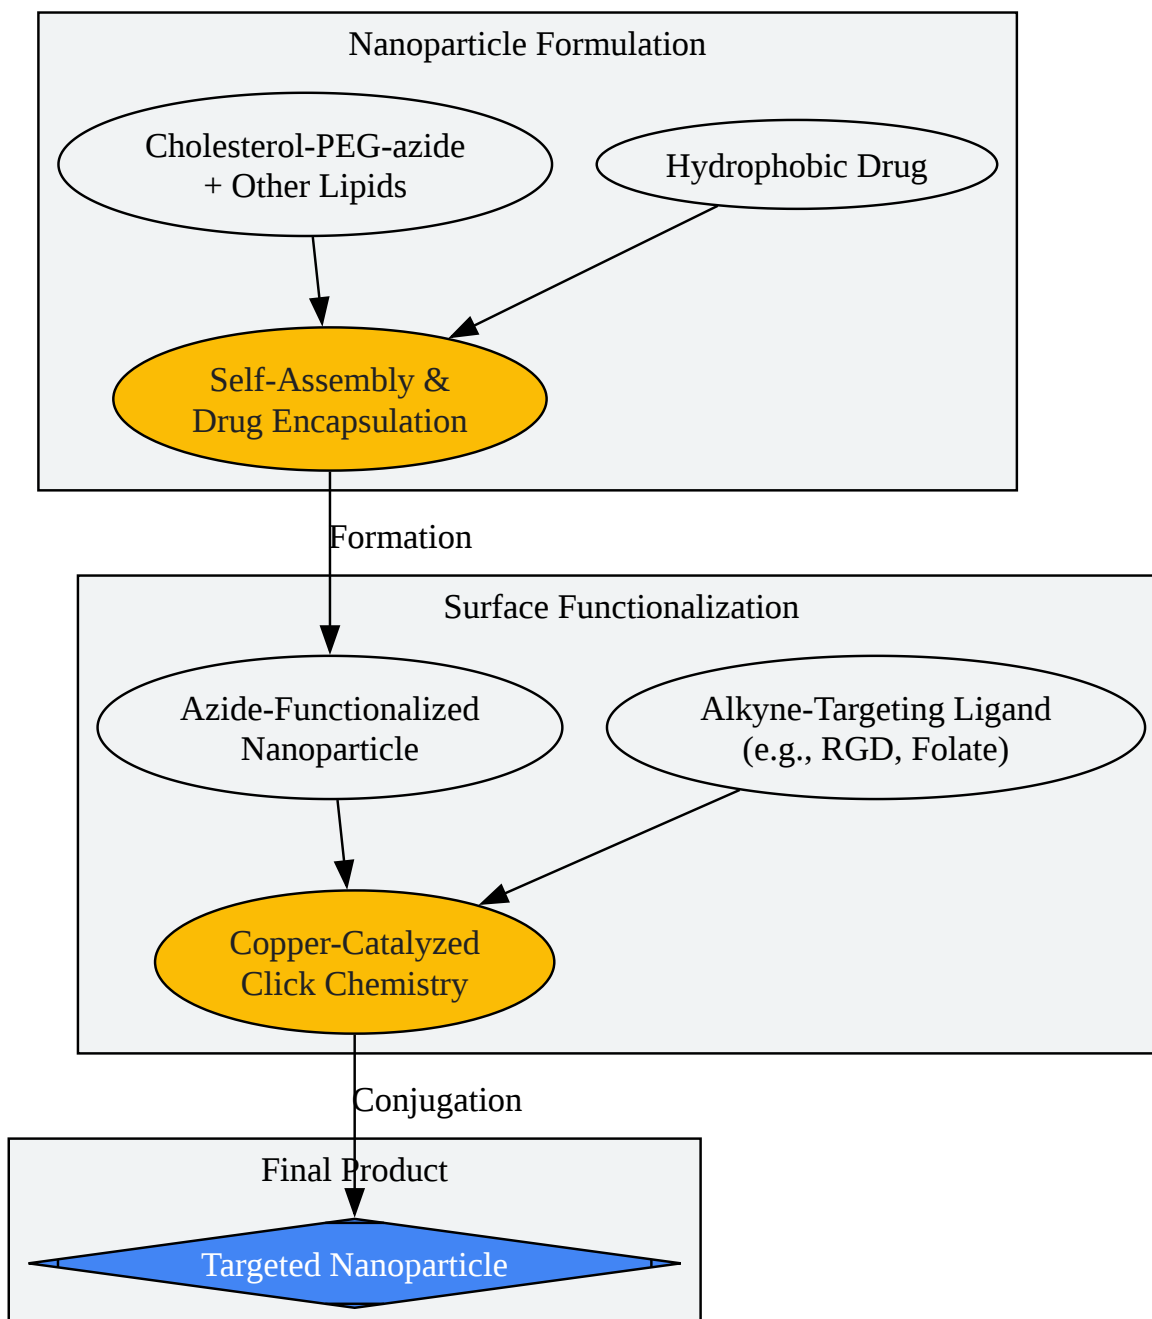 Nanoparticle Formulation
Cholesterol-PEG-azide
+ Other Lipids
Hydrophobic Drug
Self-Assembly &
Drug Encapsulation
Formation
Surface Functionalization
Azide-Functionalized
Nanoparticle
Alkyne-Targeting Ligand
(e.g., RGD, Folate)
Copper-Catalyzed
Click Chemistry
Conjugation
Final Product
Targeted Nanoparticle